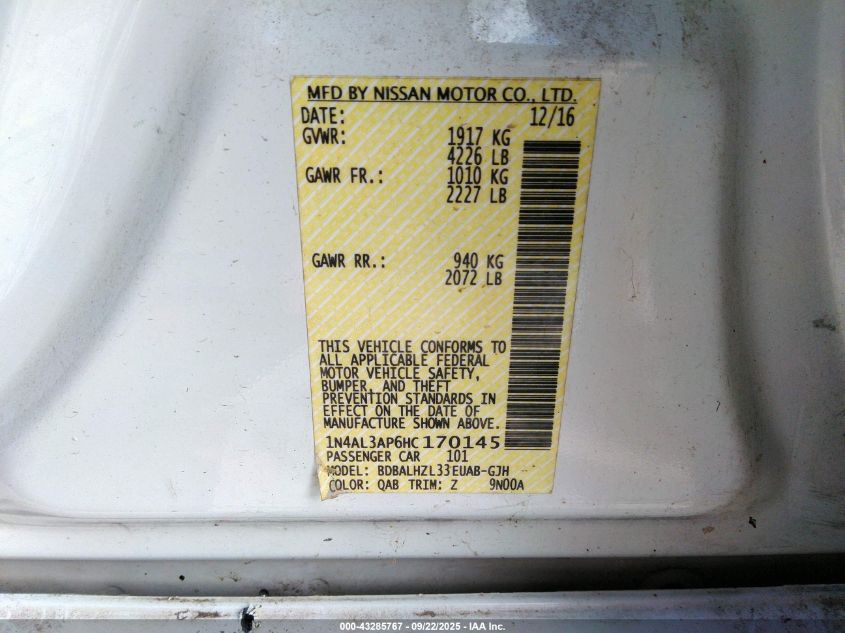 MFD BY NISSAN MOTOR CO., LTD.
DATE: 12/16
GVWR: 1917 KG
4226 LB
GAWR FR.: 1010 KG
2227 LB
GAWR RR.: 940 KG
2072 LB
THIS VEHICLE CONFORMS TO
ALL APPLICABLE FEDERAL
MOTOR VEHICLE SAFETY,
BUMPER, AND THEFT
PREVENTION STANDARDS IN
EFFECT ON THE DATE OF
MANUFACTURE SHOWN ABOVE.
1N4AL3AP6HC170145
PASSENGER CAR 101
MODEL: BDBALHZL33EUAB-GJH
COLOR: QAB TRIM: Z 9N00A
000-43285767 - 09/22/2025 - IAA Inc.